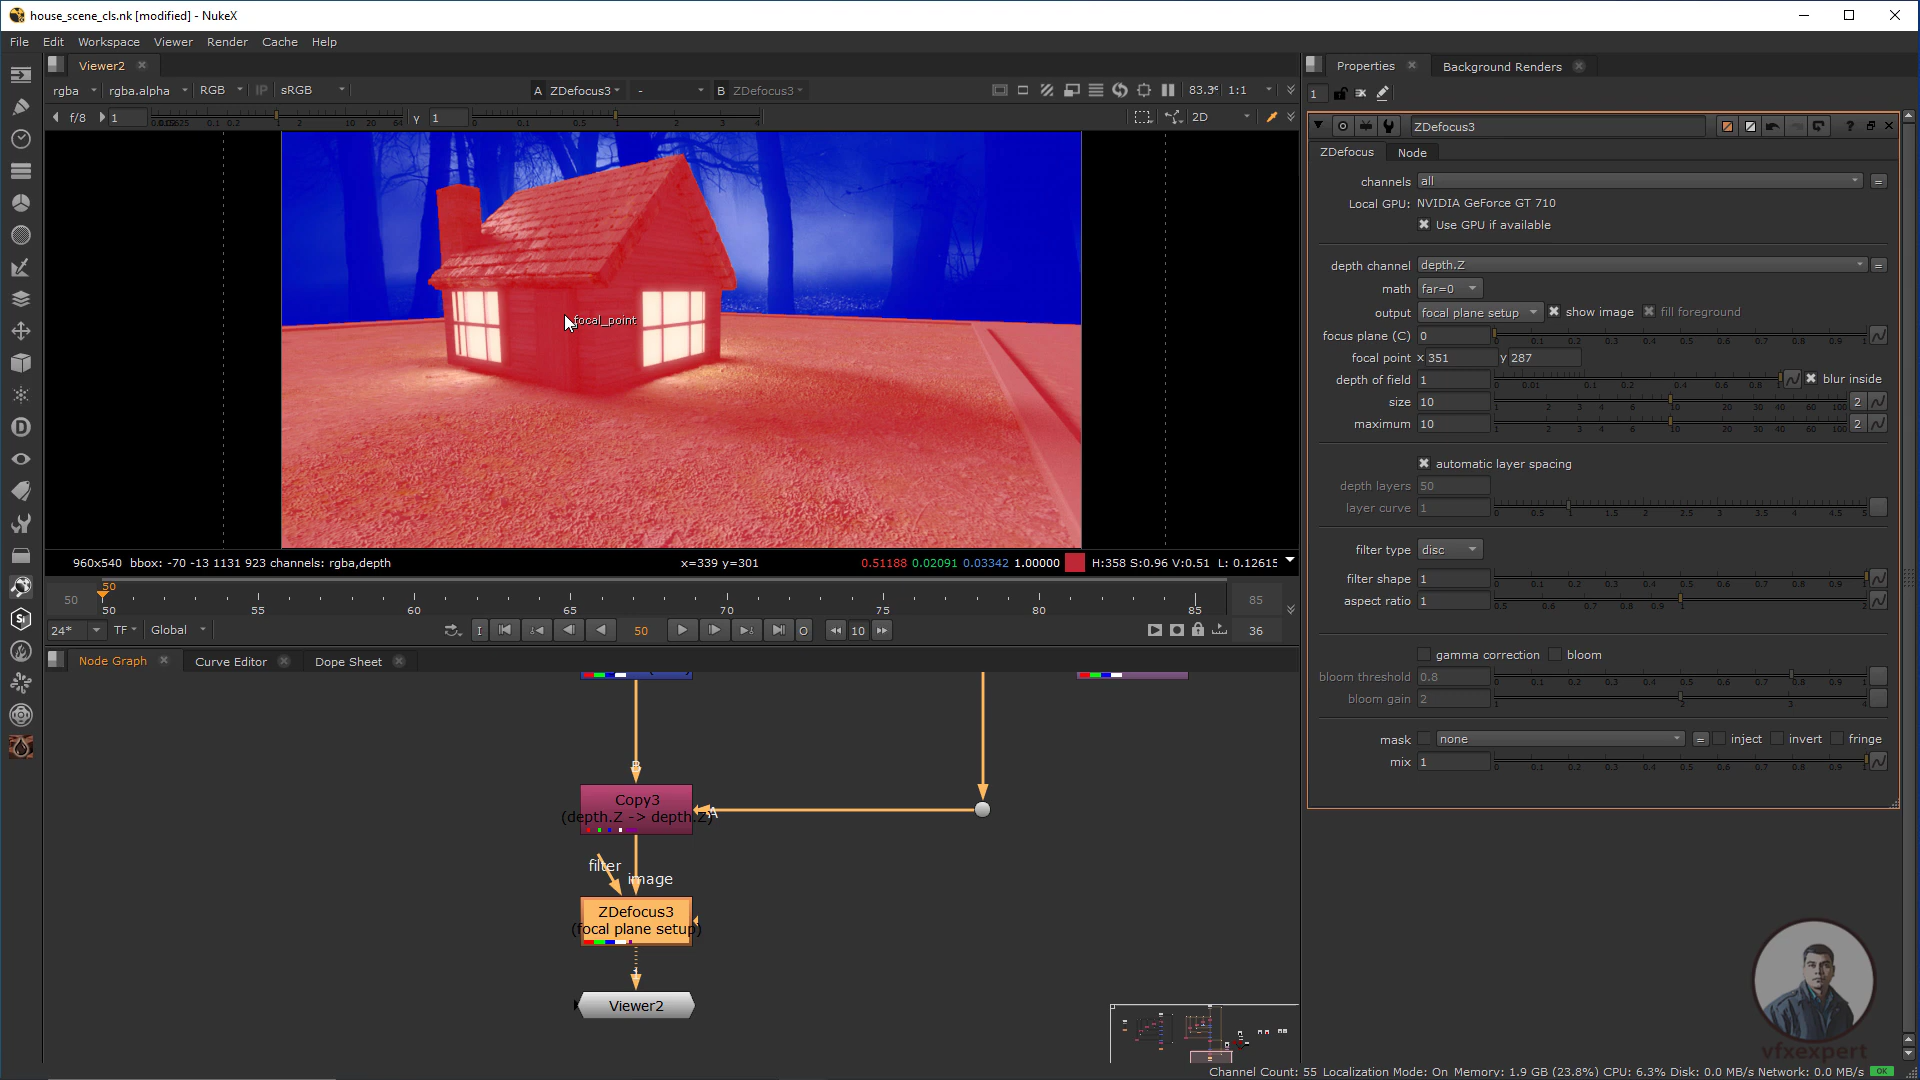 house_scene_cls.nk [modified] - NukeX
File Edit Workspace Viewer Render Cache Help
Viewer2
Properties
Background Renders
rgba rgba.alpha RGB IP sRGB A ZDefocus3 - B ZDefocus3 83.3% 1:1
f/8 1 Y 1 2D
1
ZDefocus3
ZDefocus Node
channels all
Local GPU: NVIDIA GeForce GT 710
Use GPU if available
depth channel depth.Z
math far=0
output focal plane setup show image fill foreground
focus plane (C) 0
focal point x 351 y 287
depth of field 1 blur inside
size 10 2
maximum 10 2
automatic layer spacing
depth layers 50
layer curve 1
filter type disc
filter shape 1
aspect ratio 1
gamma correction bloom
bloom threshold 0.8
bloom gain 2
mask none inject invert fringe
mix 1
focal_point
960x540 bbox: -70 -13 1131 923 channels: rgba,depth x=339 y=301 0.51188 0.02091 0.03342 1.00000 H:358 S:0.96 V:0.51 L: 0.12615
50
50 50 55 60 65 70 75 80 85 85
24* TF Global 50 10 36
Node Graph Curve Editor Dope Sheet
B
Copy3
(depth.Z -> depth.Z)
A
filter
image
ZDefocus3
(focal plane setup)
1
Viewer2
vfxexpert
Channel Count: 55 Localization Mode: On Memory: 1.9 GB (23.8%) CPU: 6.3% Disk: 0.0 MB/s Network: 0.0 MB/s OK